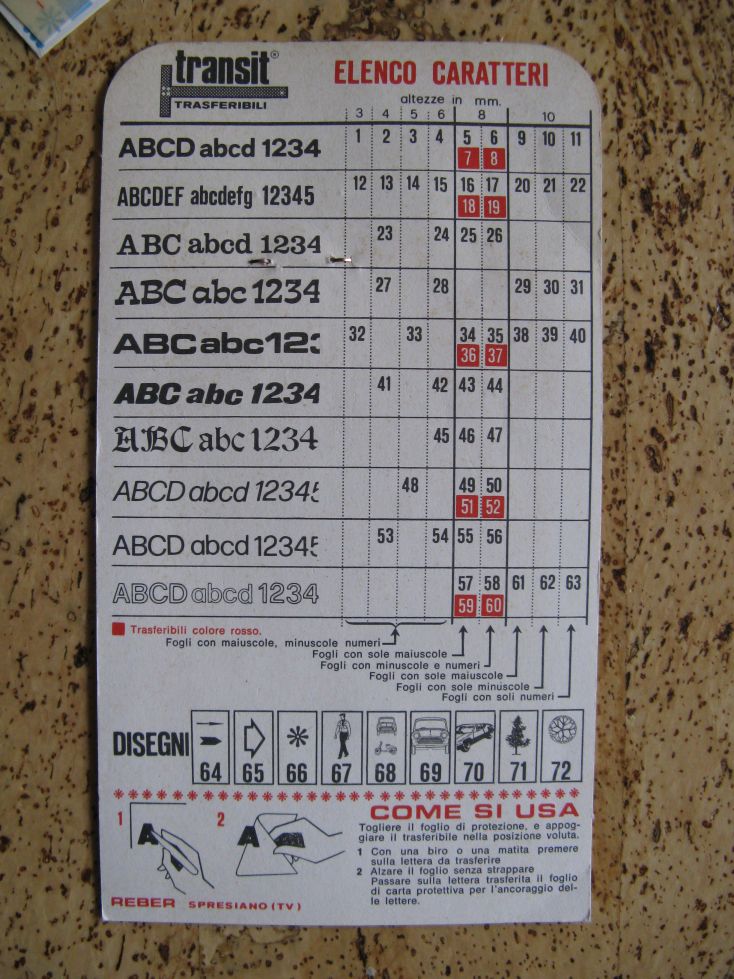 transit®
TRASFERIBILI
ELENCO CARATTERI
altezze in mm.
3 4 5 6 8 10
ABCD abcd 1234 1 2 3 4 5 6 9 10 11
7 8
ABCDEF abcdefg 12345 12 13 14 15 16 17 20 21 22
18 19
ABC abcd 1234 23 24 25 26
ABC abc 1234 27 28 29 30 31
ABC abc 123 32 33 34 35 38 39 40
36 37
ABC abc 1234 41 42 43 44
ABC abc 1234 45 46 47
ABCD abcd 12345 48 49 50
51 52
ABCD abcd 12345 53 54 55 56
ABCD abcd 1234 57 58 61 62 63
59 60
Trasferibili colore rosso.
Fogli con maiuscole, minuscole numeri
Fogli con sole maiuscole
Fogli con minuscole e numeri
Fogli con sole maiuscole
Fogli con sole minuscole
Fogli con soli numeri
DISEGNI 64 65 66 67 68 69 70 71 72
COME SI USA
Togliere il foglio di protezione, e appog-
giare il trasferibile nella posizione voluta.
1 Con una biro o una matita premere
sulla lettera da trasferire
2 Alzare il foglio senza strappare
Passare sulla lettera trasferita il foglio
di carta protettiva per l'ancoraggio del-
le lettere.
1 A
2 A
REBER SPRESIANO (TV)